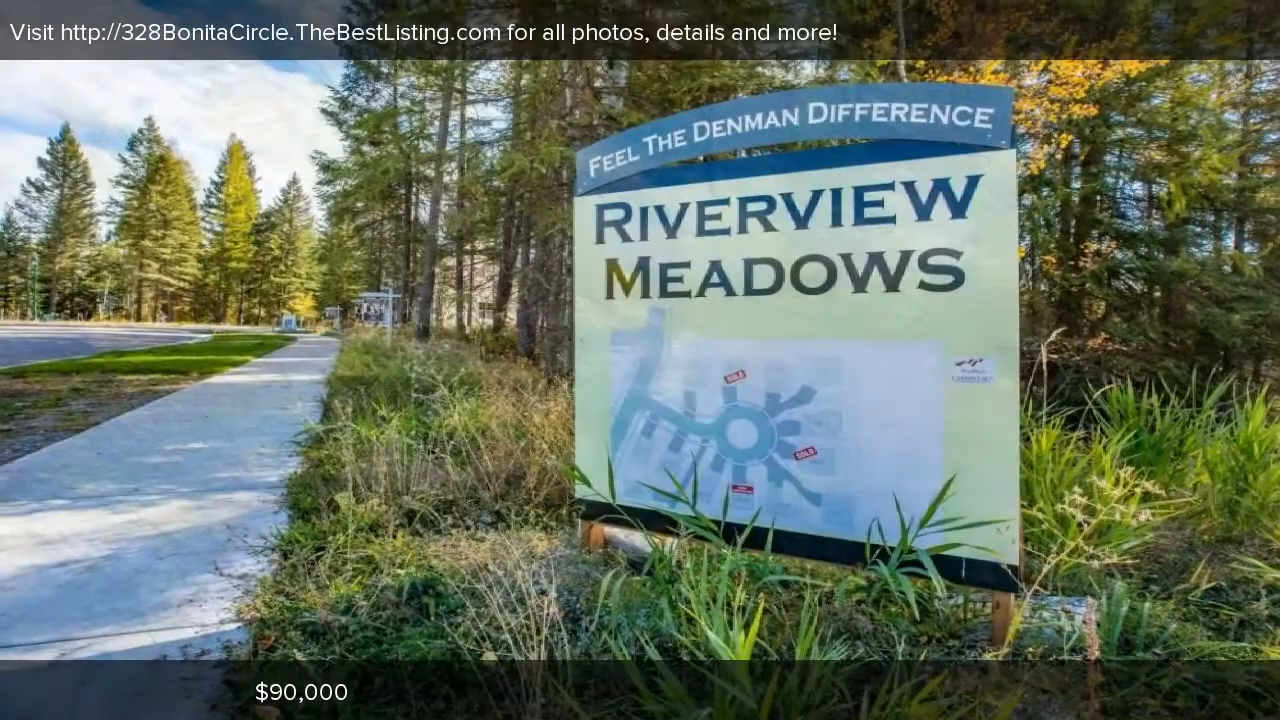 Visit http://328BonitaCircle.TheBestListing.com for all photos, details and more!
FEEL THE DENMAN DIFFERENCE
RIVERVIEW
MEADOWS
SOLD
SOLD
$90,000